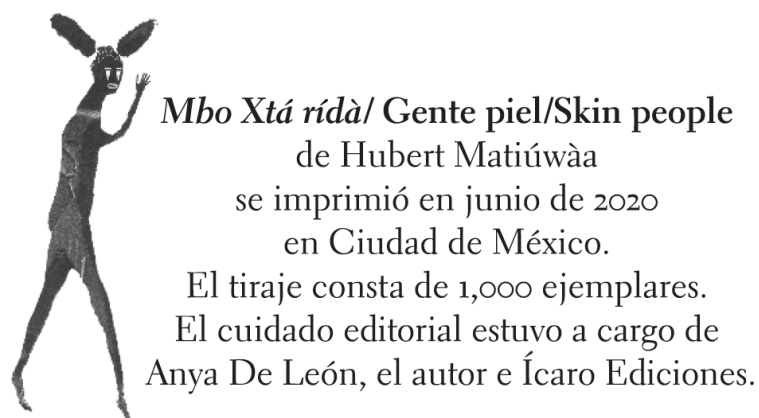 Mbo Xtá rídà/ Gente piel/Skin people
de Hubert Matiúwàa
se imprimió en junio de 2020
en Ciudad de México.
El tiraje consta de 1,000 ejemplares.
El cuidado editorial estuvo a cargo de
Anya De León, el autor e Ícaro Ediciones.